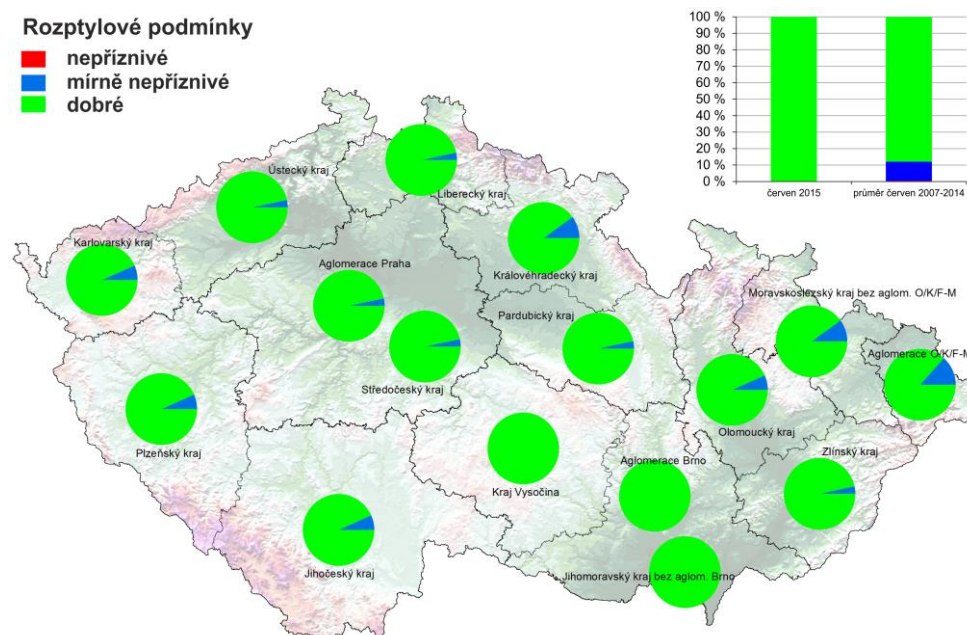 Rozptylové podmínky
nepříznivé
mírně nepříznivé
dobré
100 %
90 %
80 %
70 %
60 %
50 %
40 %
30 %
20 %
10 %
0 %
červen 2015
průměr červen 2007-2014
Ústecký kraj
Liberecký kraj
Karlovarský kraj
Aglomerace Praha
Královéhradecký kraj
Moravskoslezský kraj bez aglom. O/K/F-M
Pardubický kraj
Aglomerace O/K/F-M
Středočeský kraj
Olomoucký kraj
Plzeňský kraj
Zlínský kraj
Aglomerace Brno
Kraj Vysočina
Jihočeský kraj
Jihomoravský kraj bez aglom. Brno